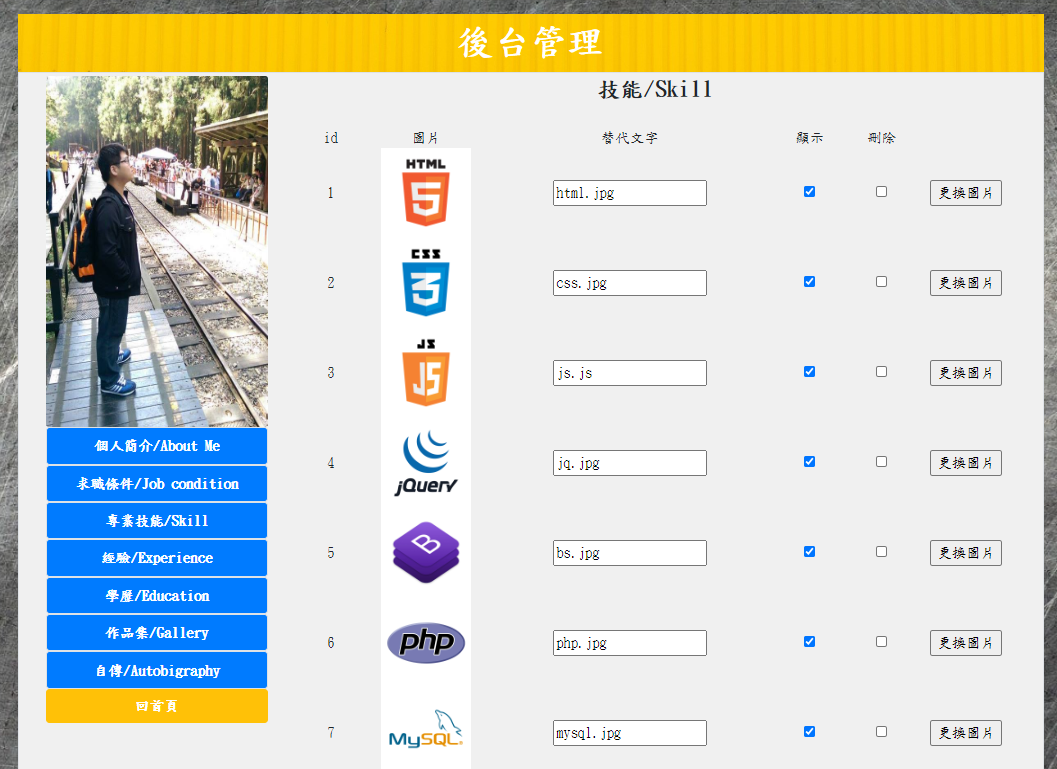 後台管理
技能/Skill
id 圖片 替代文字 顯示 刪除
1 HTML 5 html.jpg 更換圖片
2 CSS 3 css.jpg 更換圖片
3 JS JS js.js 更換圖片
4 jQuery jq.jpg 更換圖片
5 B bs.jpg 更換圖片
6 php php.jpg 更換圖片
7 MySQL mysql.jpg 更換圖片
個人簡介/About Me
求職條件/Job condition
專業技能/Skill
經驗/Experience
學歷/Education
作品集/Gallery
自傳/Autobigraphy
回首頁